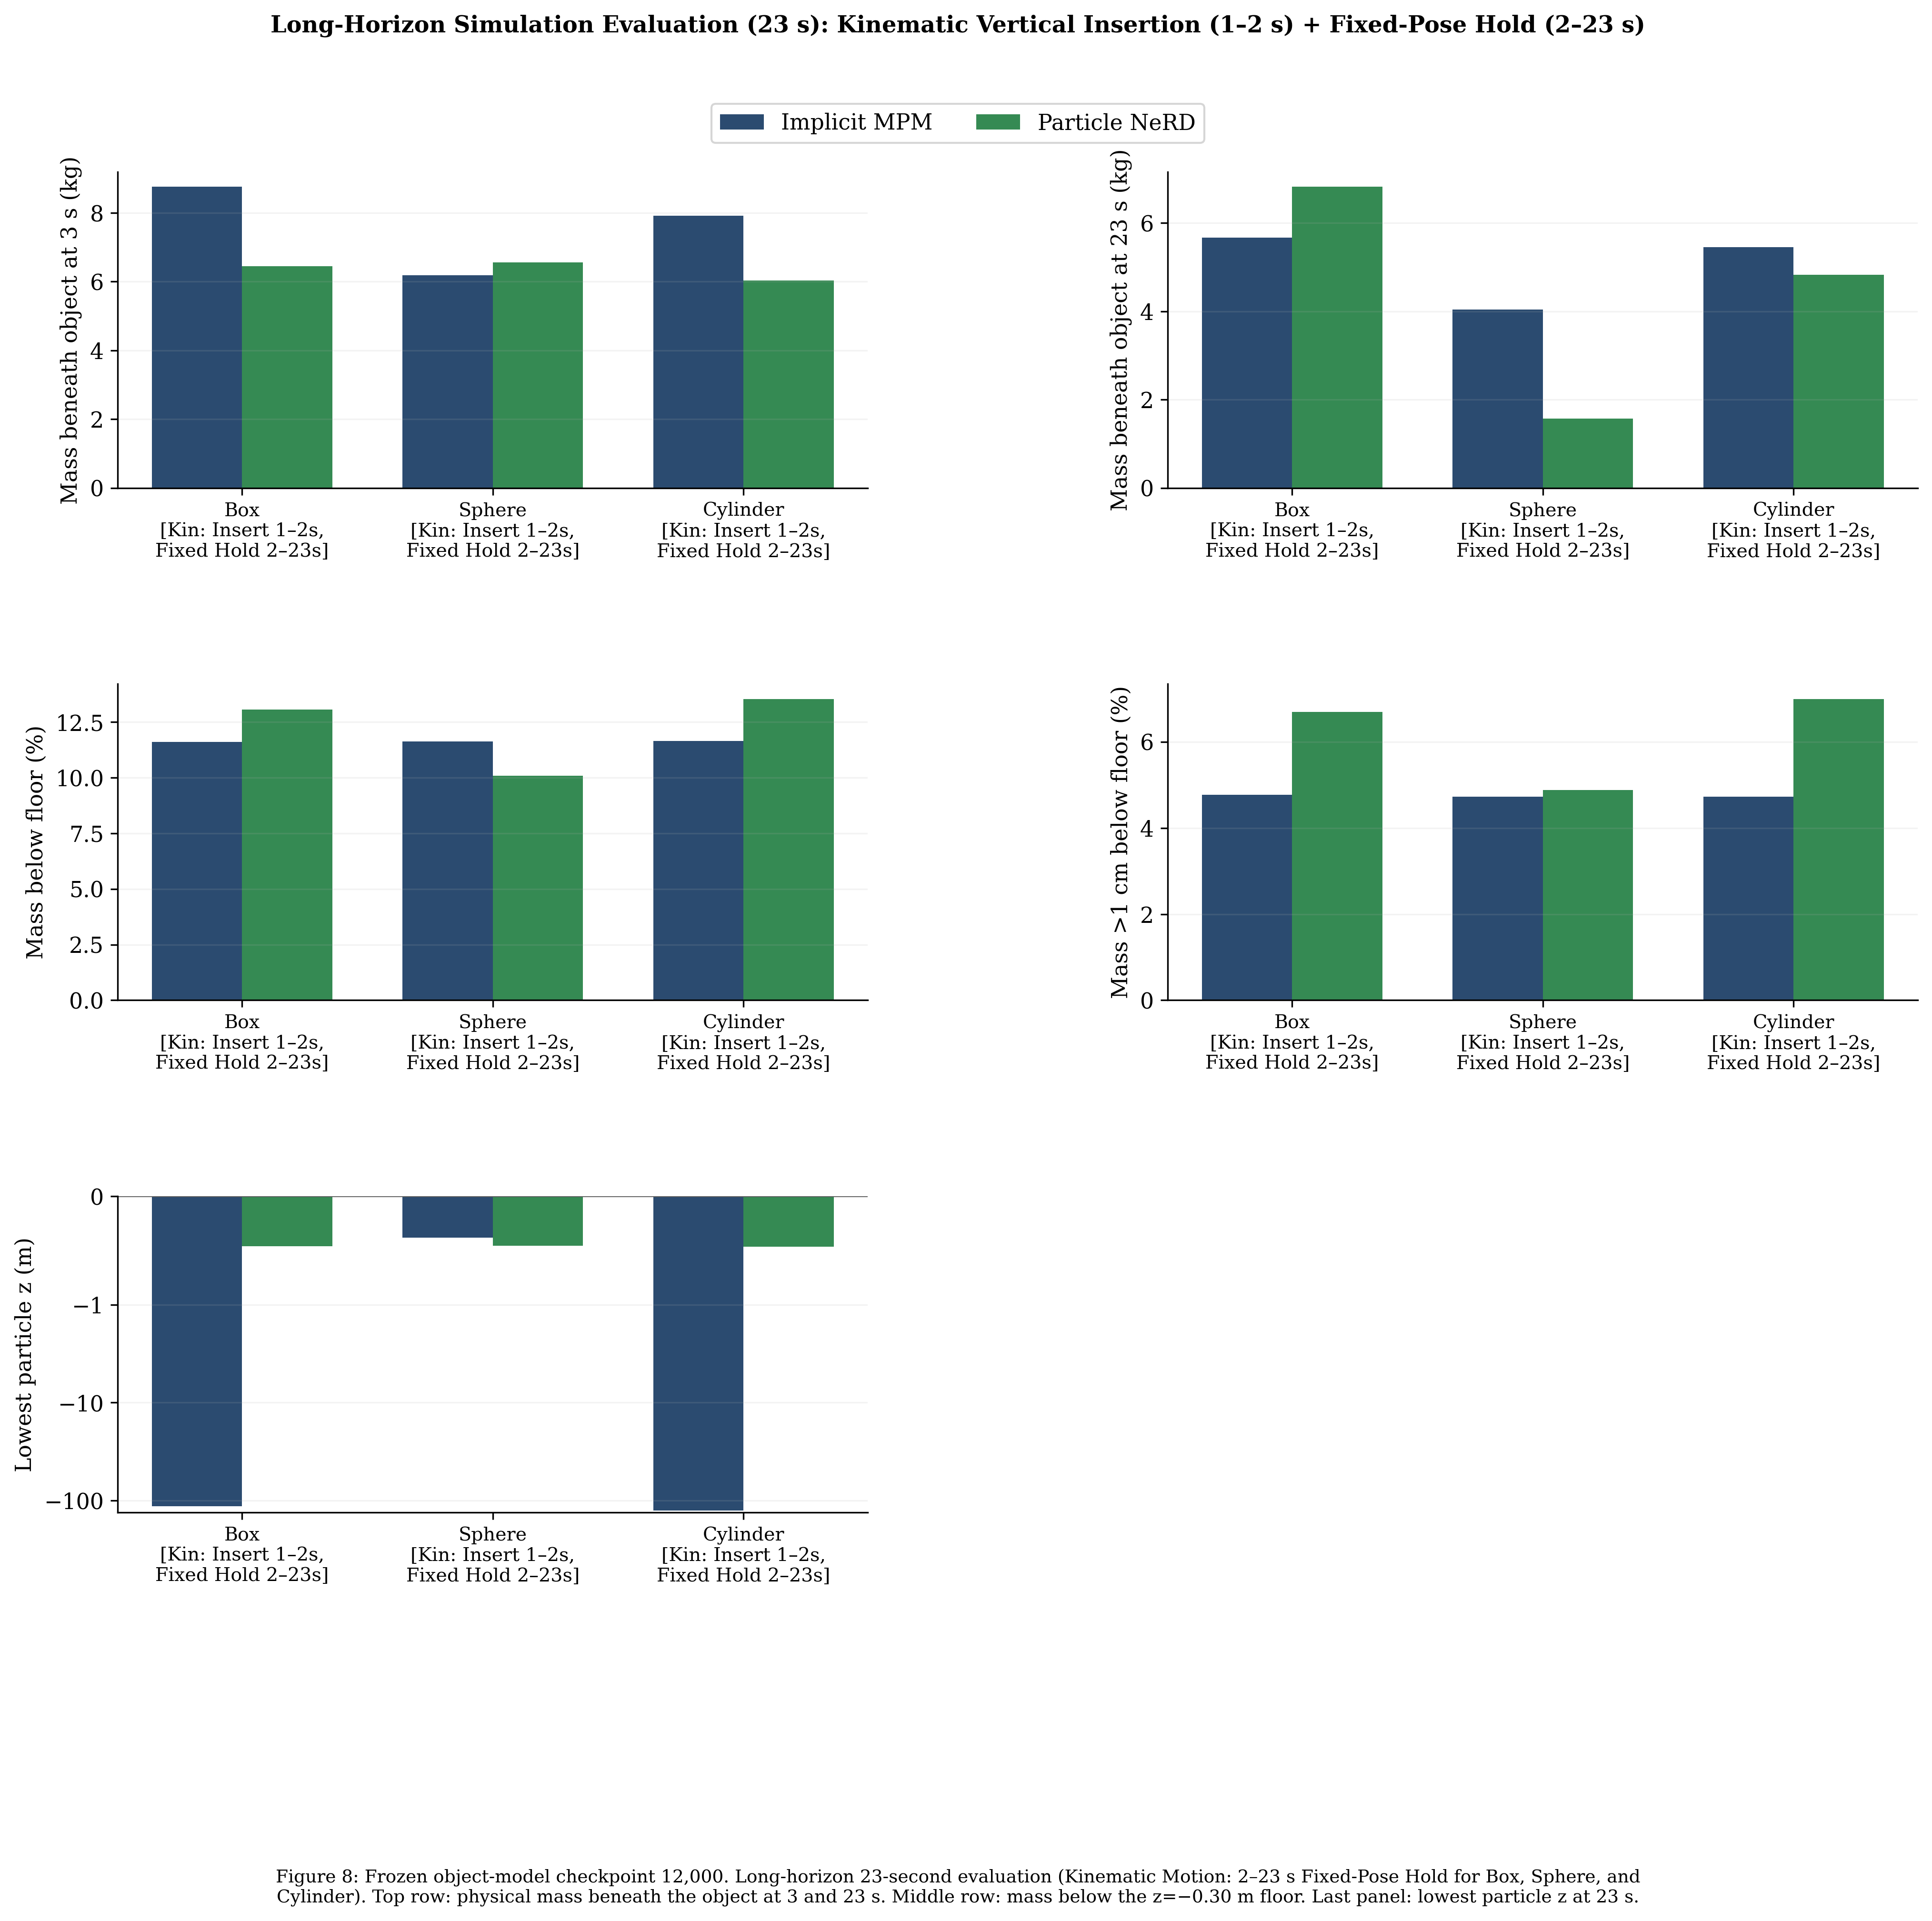 Long-Horizon Simulation Evaluation (23 s): Kinematic Vertical Insertion (1–2 s) + Fixed-Pose Hold (2–23 s)
Implicit MPM
Particle NeRD
Mass beneath object at 3 s (kg)
8
6
4
2
0
Box
[Kin: Insert 1–2s,
Fixed Hold 2–23s]
Sphere
[Kin: Insert 1–2s,
Fixed Hold 2–23s]
Cylinder
[Kin: Insert 1–2s,
Fixed Hold 2–23s]
Mass beneath object at 23 s (kg)
6
4
2
0
Box
[Kin: Insert 1–2s,
Fixed Hold 2–23s]
Sphere
[Kin: Insert 1–2s,
Fixed Hold 2–23s]
Cylinder
[Kin: Insert 1–2s,
Fixed Hold 2–23s]
Mass below floor (%)
12.5
10.0
7.5
5.0
2.5
0.0
Box
[Kin: Insert 1–2s,
Fixed Hold 2–23s]
Sphere
[Kin: Insert 1–2s,
Fixed Hold 2–23s]
Cylinder
[Kin: Insert 1–2s,
Fixed Hold 2–23s]
Mass >1 cm below floor (%)
6
4
2
0
Box
[Kin: Insert 1–2s,
Fixed Hold 2–23s]
Sphere
[Kin: Insert 1–2s,
Fixed Hold 2–23s]
Cylinder
[Kin: Insert 1–2s,
Fixed Hold 2–23s]
Lowest particle z (m)
0
−1
−10
−100
Box
[Kin: Insert 1–2s,
Fixed Hold 2–23s]
Sphere
[Kin: Insert 1–2s,
Fixed Hold 2–23s]
Cylinder
[Kin: Insert 1–2s,
Fixed Hold 2–23s]
Figure 8: Frozen object-model checkpoint 12,000. Long-horizon 23-second evaluation (Kinematic Motion: 2–23 s Fixed-Pose Hold for Box, Sphere, and
Cylinder). Top row: physical mass beneath the object at 3 and 23 s. Middle row: mass below the z=−0.30 m floor. Last panel: lowest particle z at 23 s.